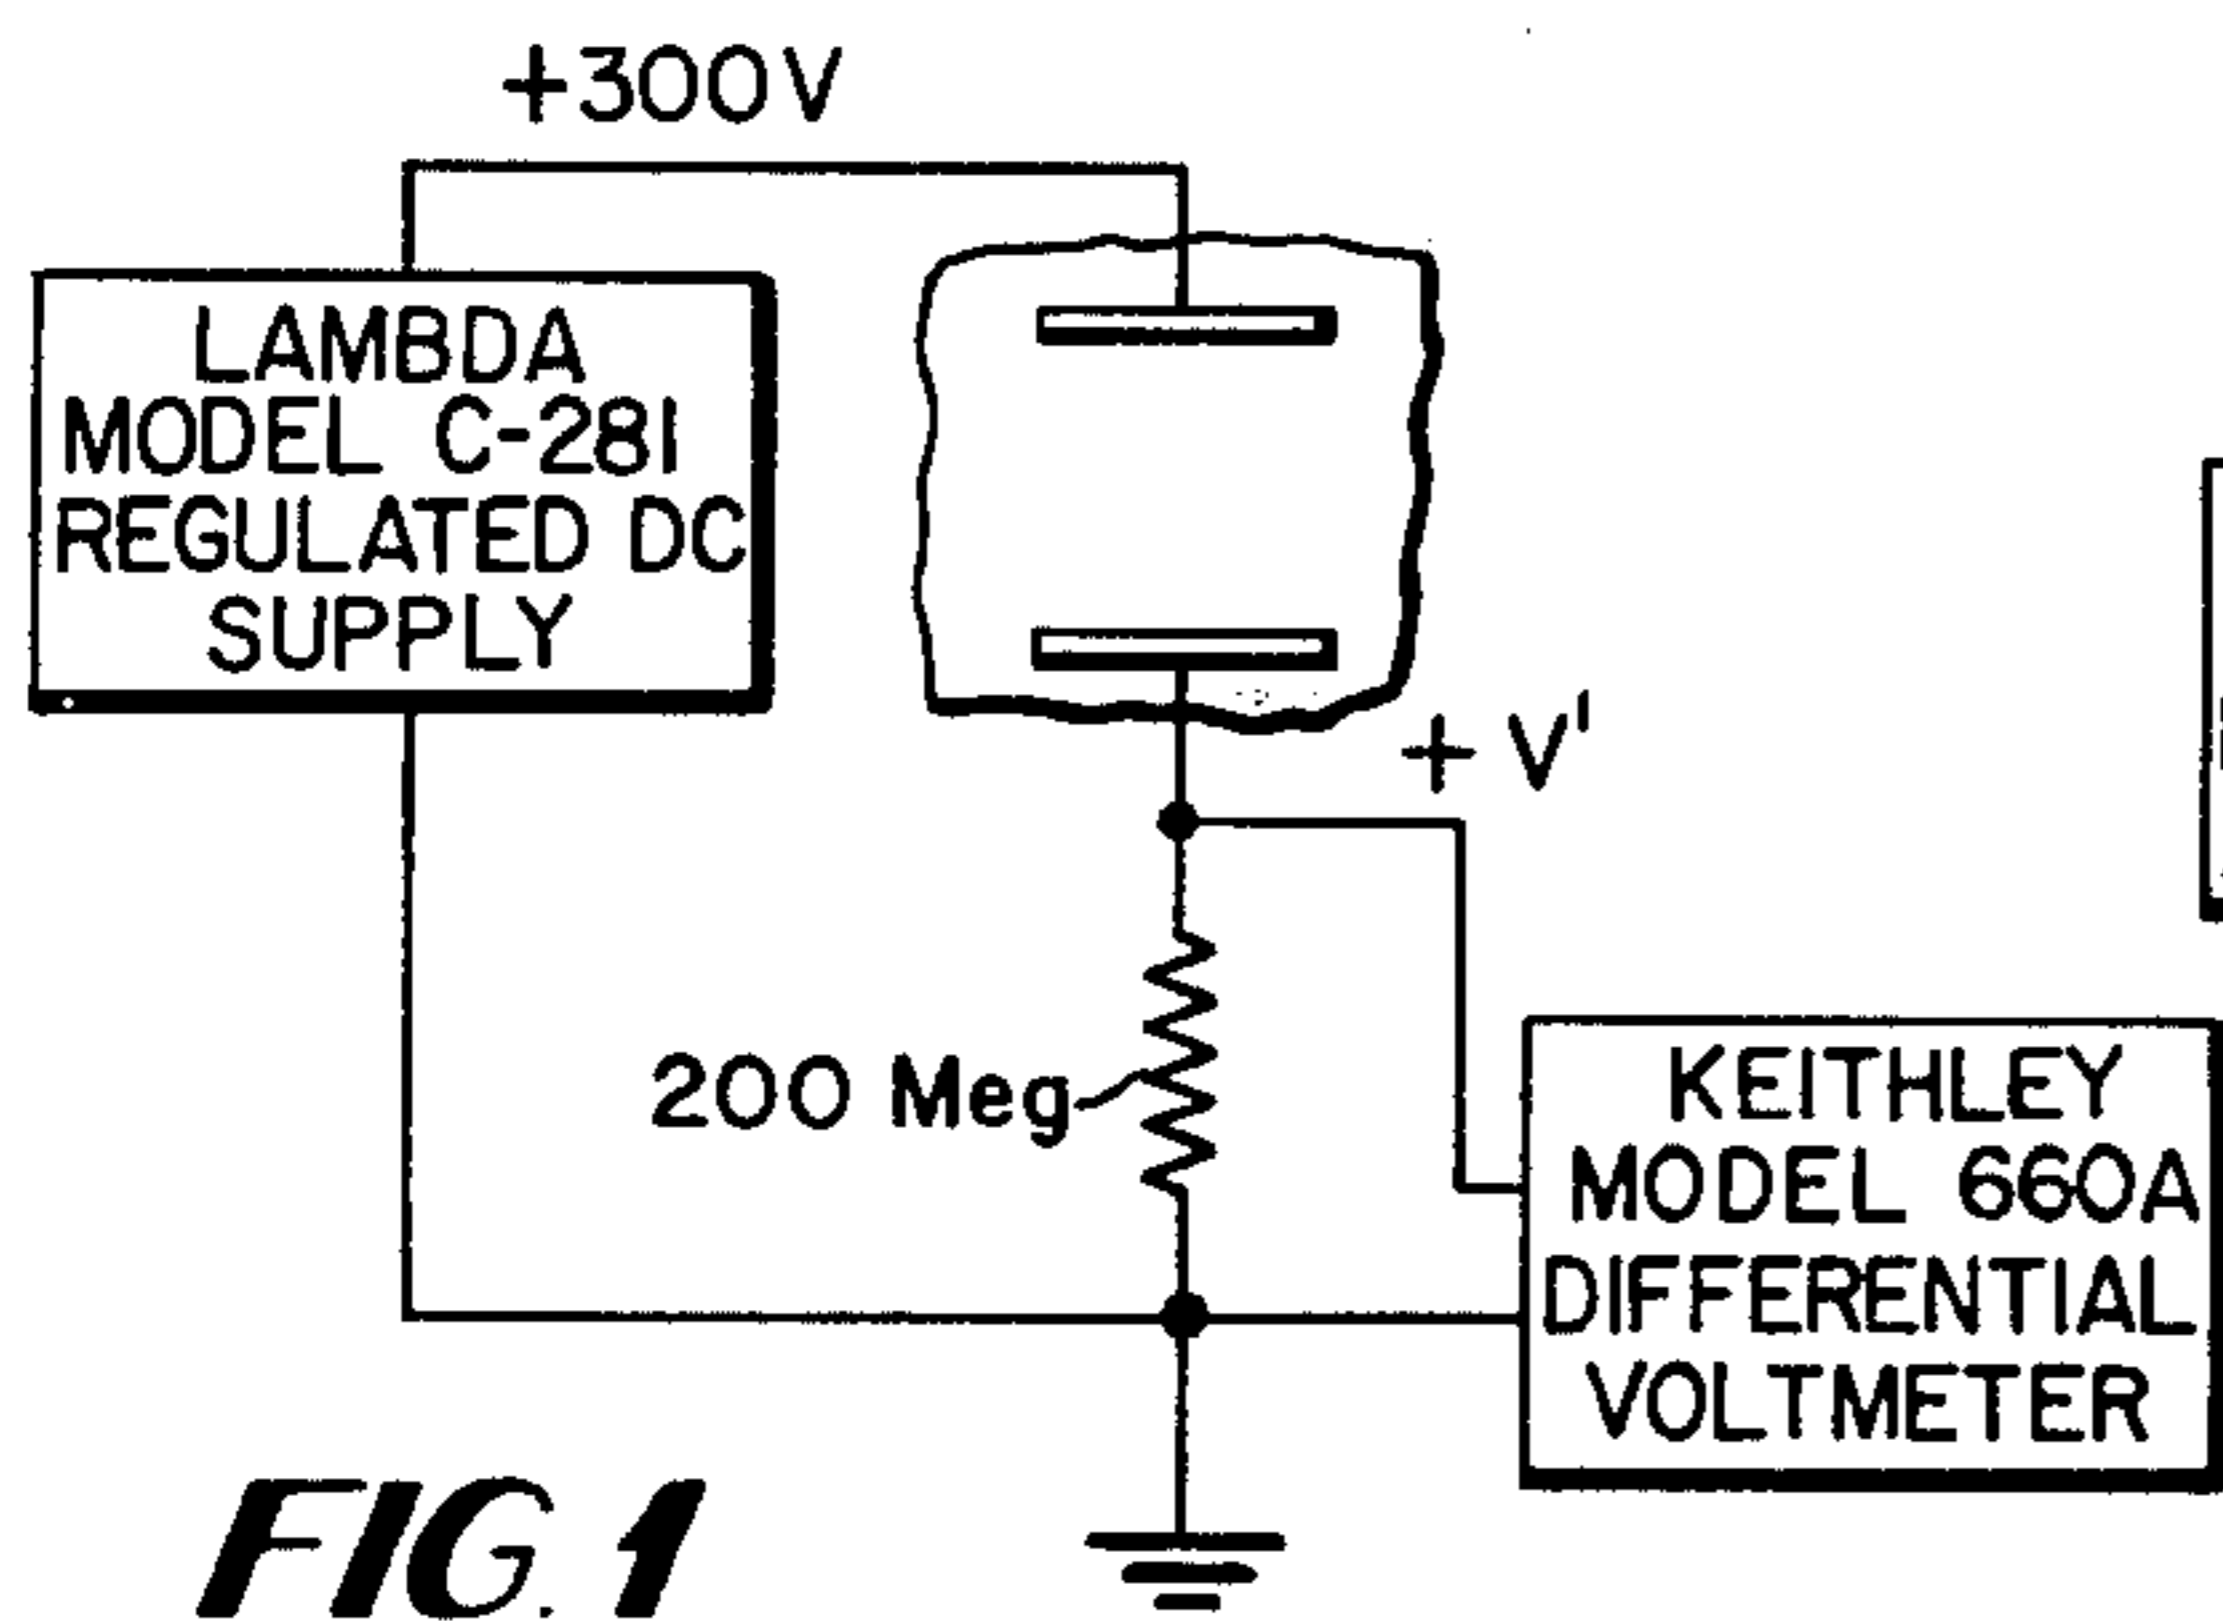 +300V
LAMBDA
MODEL C-281
REGULATED DC
SUPPLY
+ V'
200 Meg
KEITHLEY
MODEL 660A
DIFFERENTIAL
VOLTMETER
FIG. 1